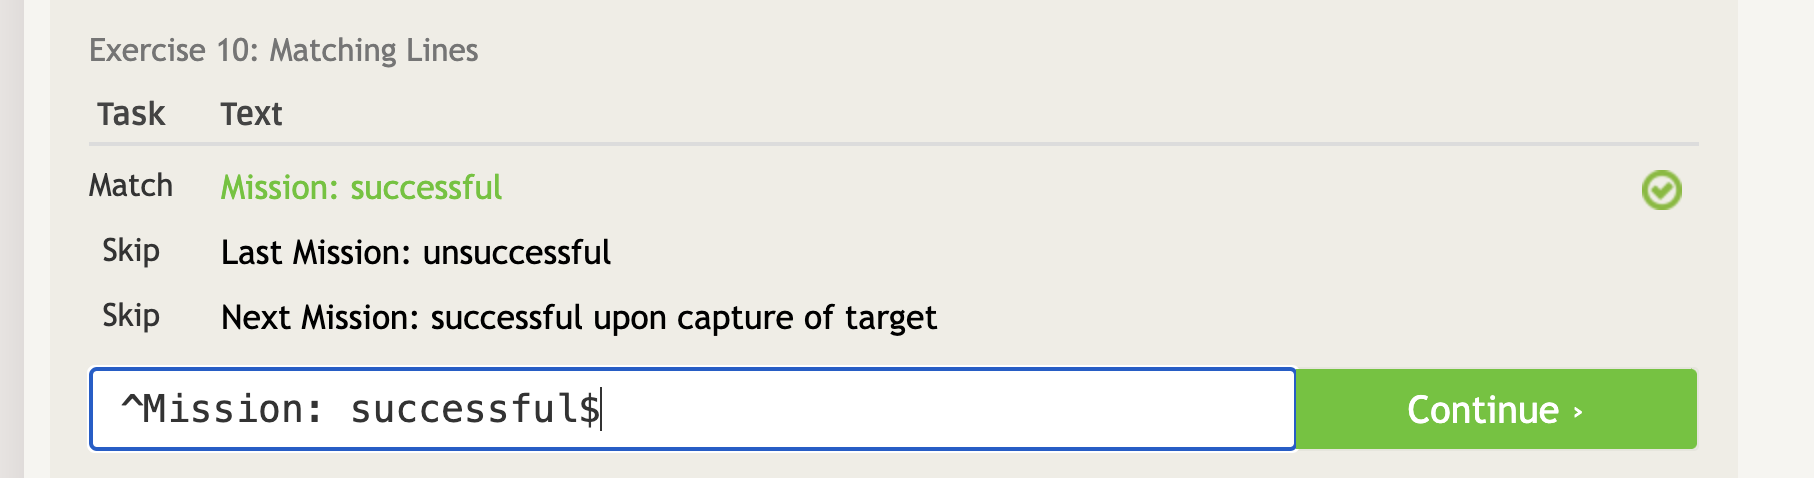 Exercise 10: Matching Lines
Task Text
Match Mission: successful
Skip Last Mission: unsuccessful
Skip Next Mission: successful upon capture of target
^Mission: successful$ Continue ›